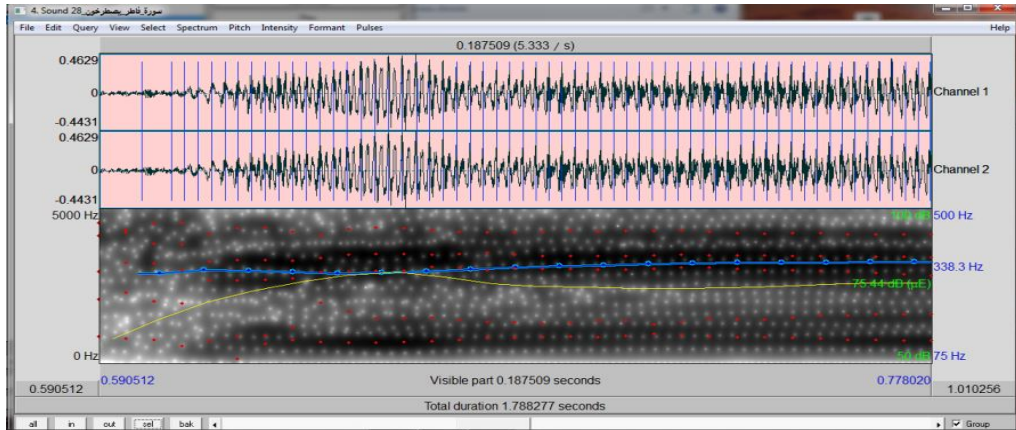 4. Sound 28_سورة_فاطر_يصطرخون
File Edit Query View Select Spectrum Pitch Intensity Formant Pulses Help
0.187509 (5.333 / s)
0.4629
0
-0.4431
Channel 1
0.4629
0
-0.4431
Channel 2
5000 Hz
100 dB 500 Hz
338.3 Hz
75.44 dB (µE)
0 Hz
50 dB 75 Hz
0.590512
0.590512
Visible part 0.187509 seconds
0.778020
1.010256
Total duration 1.788277 seconds
all in out sel bak
Group